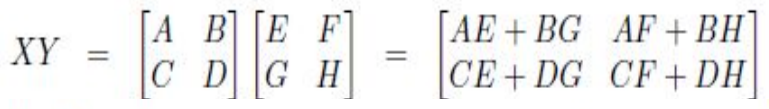 XY = [A B] [E F] = [AE + BG AF + BH]
[C D] [G H] [CE + DG CF + DH]